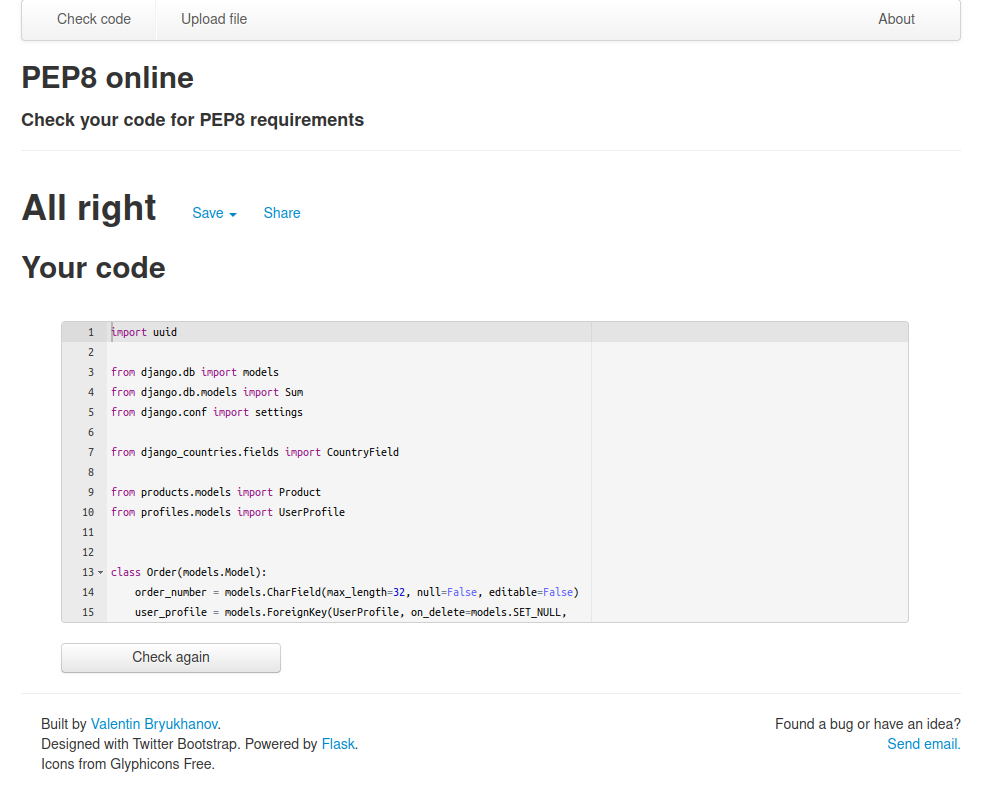 Check code Upload file About
PEP8 online
Check your code for PEP8 requirements
All right Save Share
Your code
1 import uuid
2
3 from django.db import models
4 from django.db.models import Sum
5 from django.conf import settings
6
7 from django_countries.fields import CountryField
8
9 from products.models import Product
10 from profiles.models import UserProfile
11
12
13 class Order(models.Model):
14     order_number = models.CharField(max_length=32, null=False, editable=False)
15     user_profile = models.ForeignKey(UserProfile, on_delete=models.SET_NULL,
Check again
Built by Valentin Bryukhanov. Found a bug or have an idea?
Designed with Twitter Bootstrap. Powered by Flask. Send email.
Icons from Glyphicons Free.